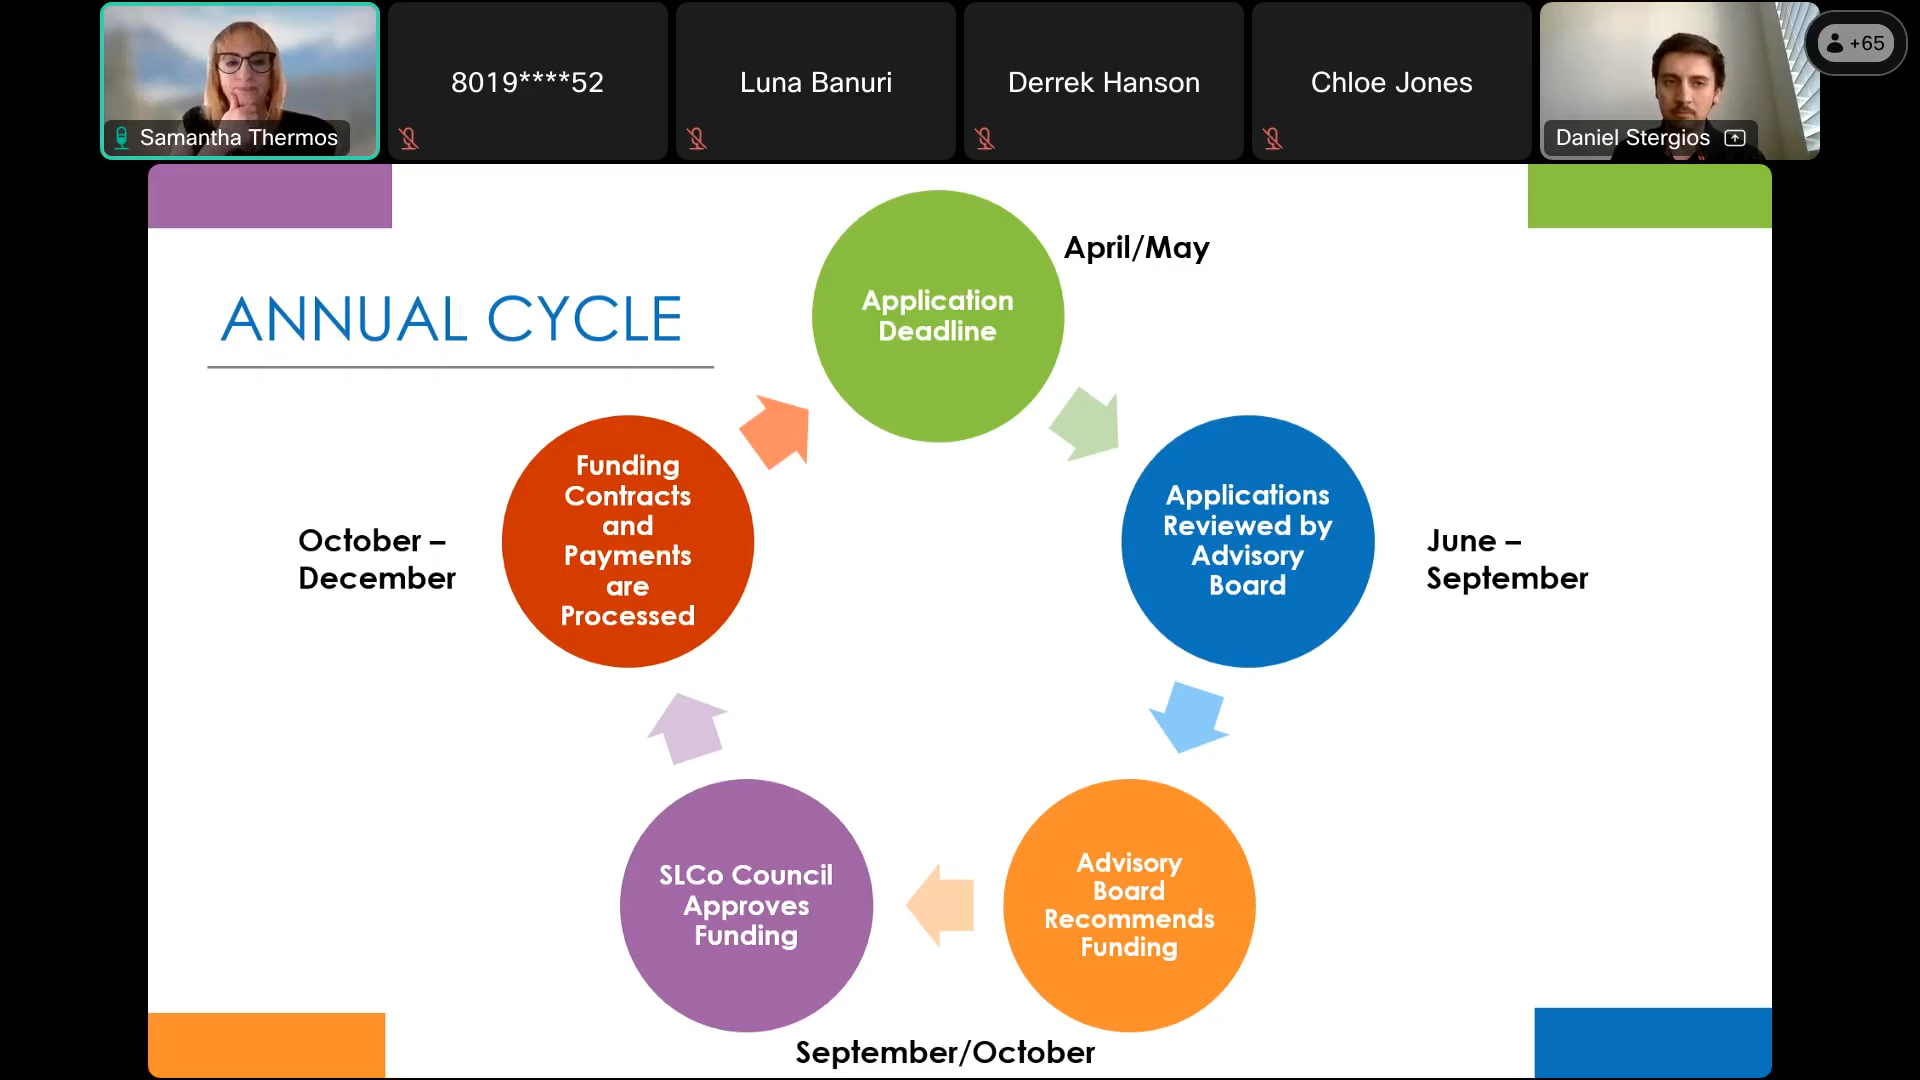 Samantha Thermos
8019****52
Luna Banuri
Derrek Hanson
Chloe Jones
Daniel Stergios
+65
ANNUAL CYCLE
Application
Deadline
April/May
Applications
Reviewed by
Advisory
Board
June –
September
Advisory
Board
Recommends
Funding
September/October
SLCo Council
Approves
Funding
Funding
Contracts
and
Payments
are
Processed
October –
December